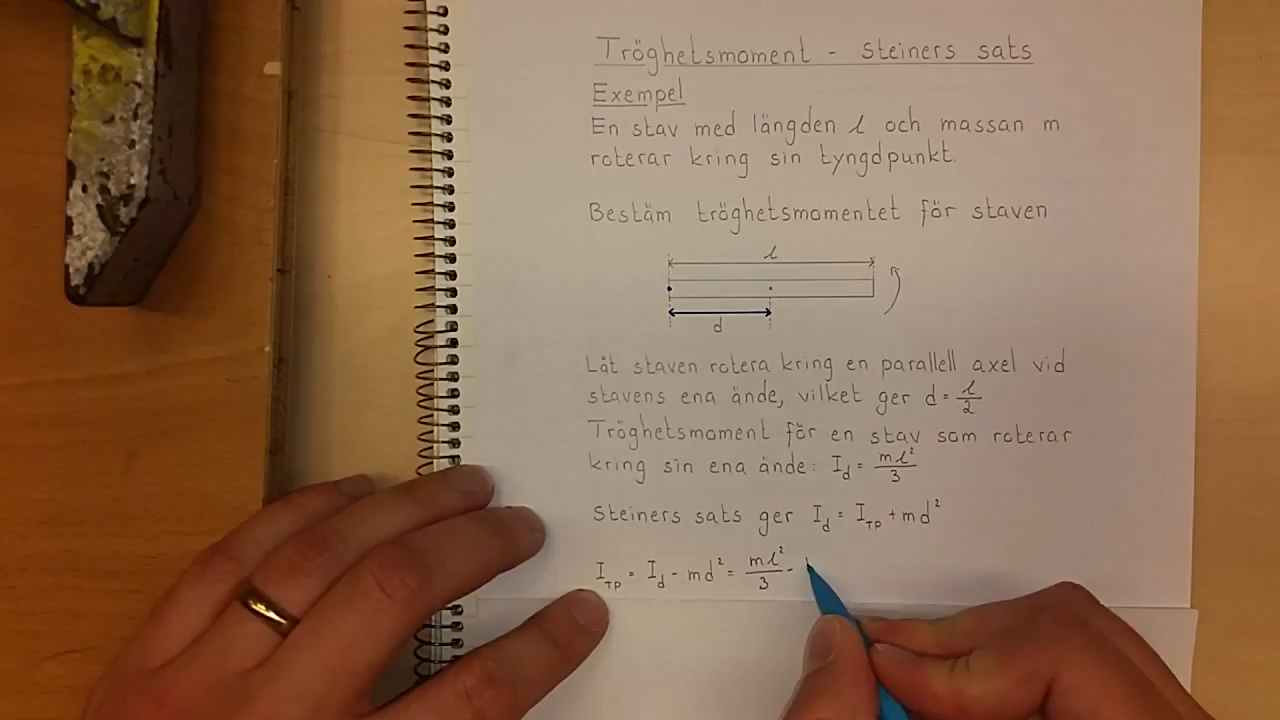 Tröghetsmoment - Steiners sats
Exempel
En stav med längden l och massan m
roterar kring sin tyngdpunkt.
Bestäm tröghetsmomentet för staven
l
d
Låt staven rotera kring en parallell axel vid
stavens ena ände, vilket ger d = l/2
Tröghetsmoment för en stav som roterar
kring sin ena ände: I_d = ml²/3
Steiners sats ger I_d = I_TP + md²
I_TP = I_d - md² = ml²/3 -